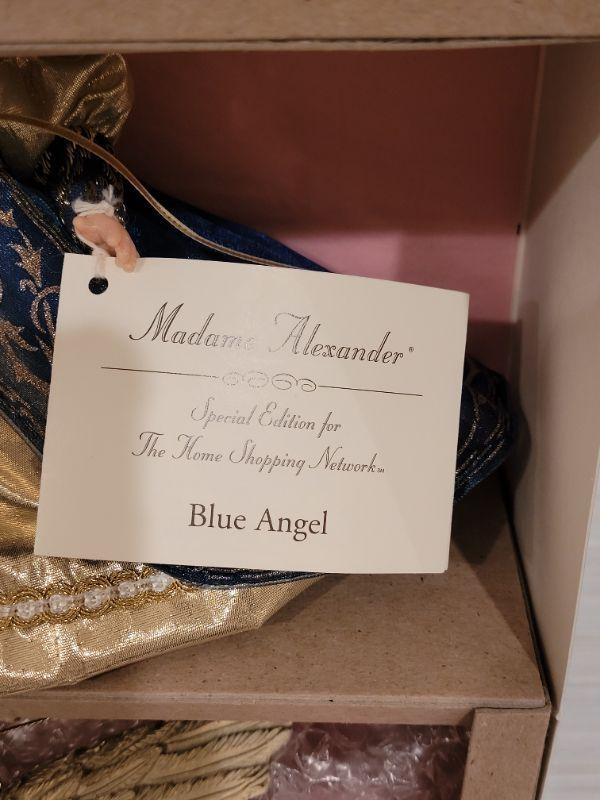 Madame Alexander®
Special Edition for
The Home Shopping Network℠
Blue Angel